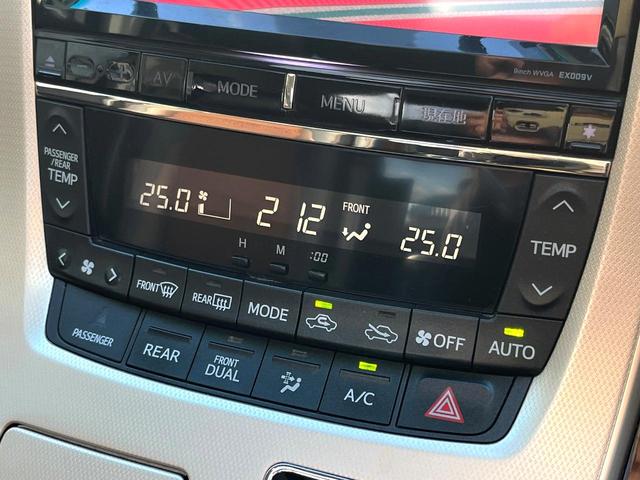 9inch WVGA EX009V
AV
MODE
MENU
現在地
PASSENGER
/REAR
TEMP
25.0
2 12
FRONT
25.0
H M :00
TEMP
FRONT
REAR
MODE
OFF
AUTO
PASSENGER
REAR
FRONT
DUAL
A/C